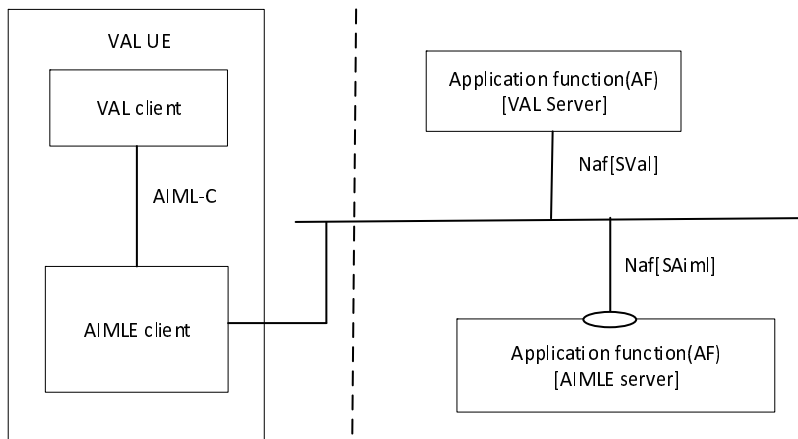 VAL UE
VAL client
AIML-C
AIMLE client
Application function(AF)
[VAL Server]
Naf[SVal]
Naf[SAiml]
Application function(AF)
[AIMLE server]